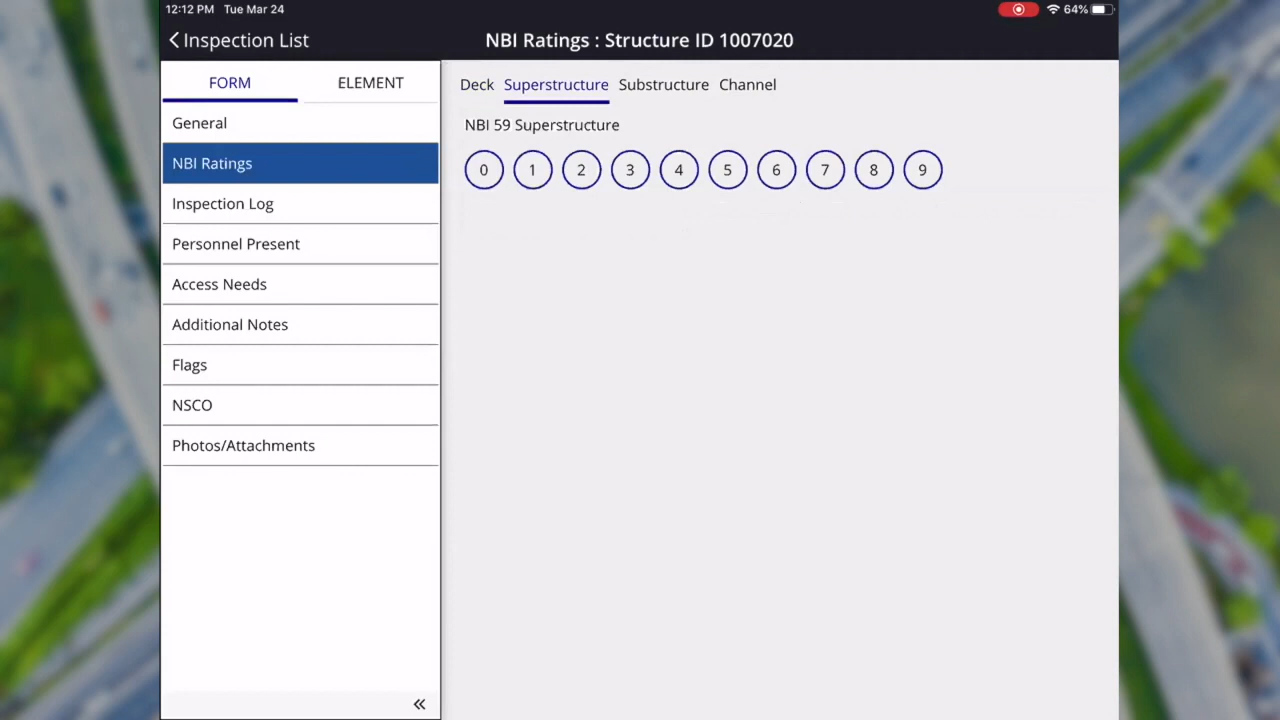 12:12 PM Tue Mar 24
64%
Inspection List
NBI Ratings : Structure ID 1007020
FORM
ELEMENT
General
NBI Ratings
Inspection Log
Personnel Present
Access Needs
Additional Notes
Flags
NSCO
Photos/Attachments
Deck Superstructure Substructure Channel
NBI 59 Superstructure
0 1 2 3 4 5 6 7 8 9